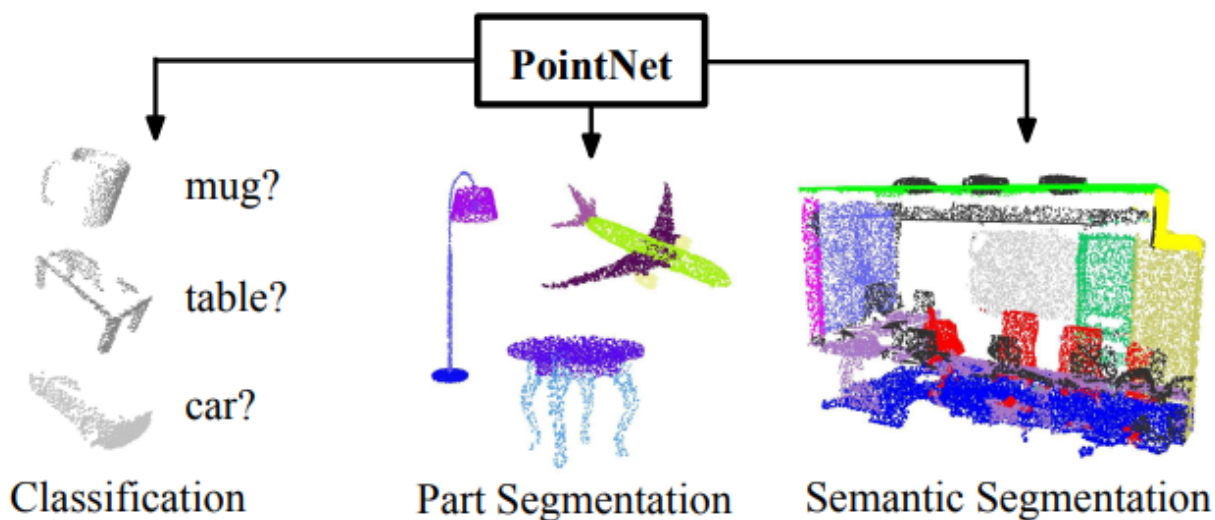 PointNet
mug?
table?
car?
Classification
Part Segmentation
Semantic Segmentation